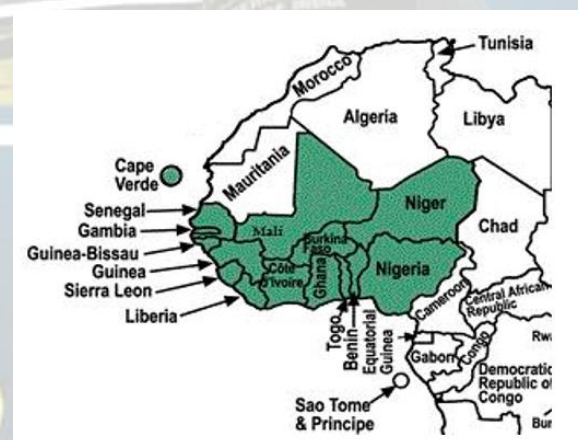 Tunisia
Morocco
Algeria
Libya
Cape
Verde
Mauritania
Senegal
Gambia
Guinea-Bissau
Guinea
Sierra Leon
Liberia
Mali
Niger
Chad
Burkina
Faso
Côte
d'Ivoire
Ghana
Nigeria
Togo
Benin
Equatorial
Guinea
Cameroon
Central African
Republic
Gabon
Congo
Rw
Democratic
Republic of
Congo
Bur
Sao Tome
& Principe